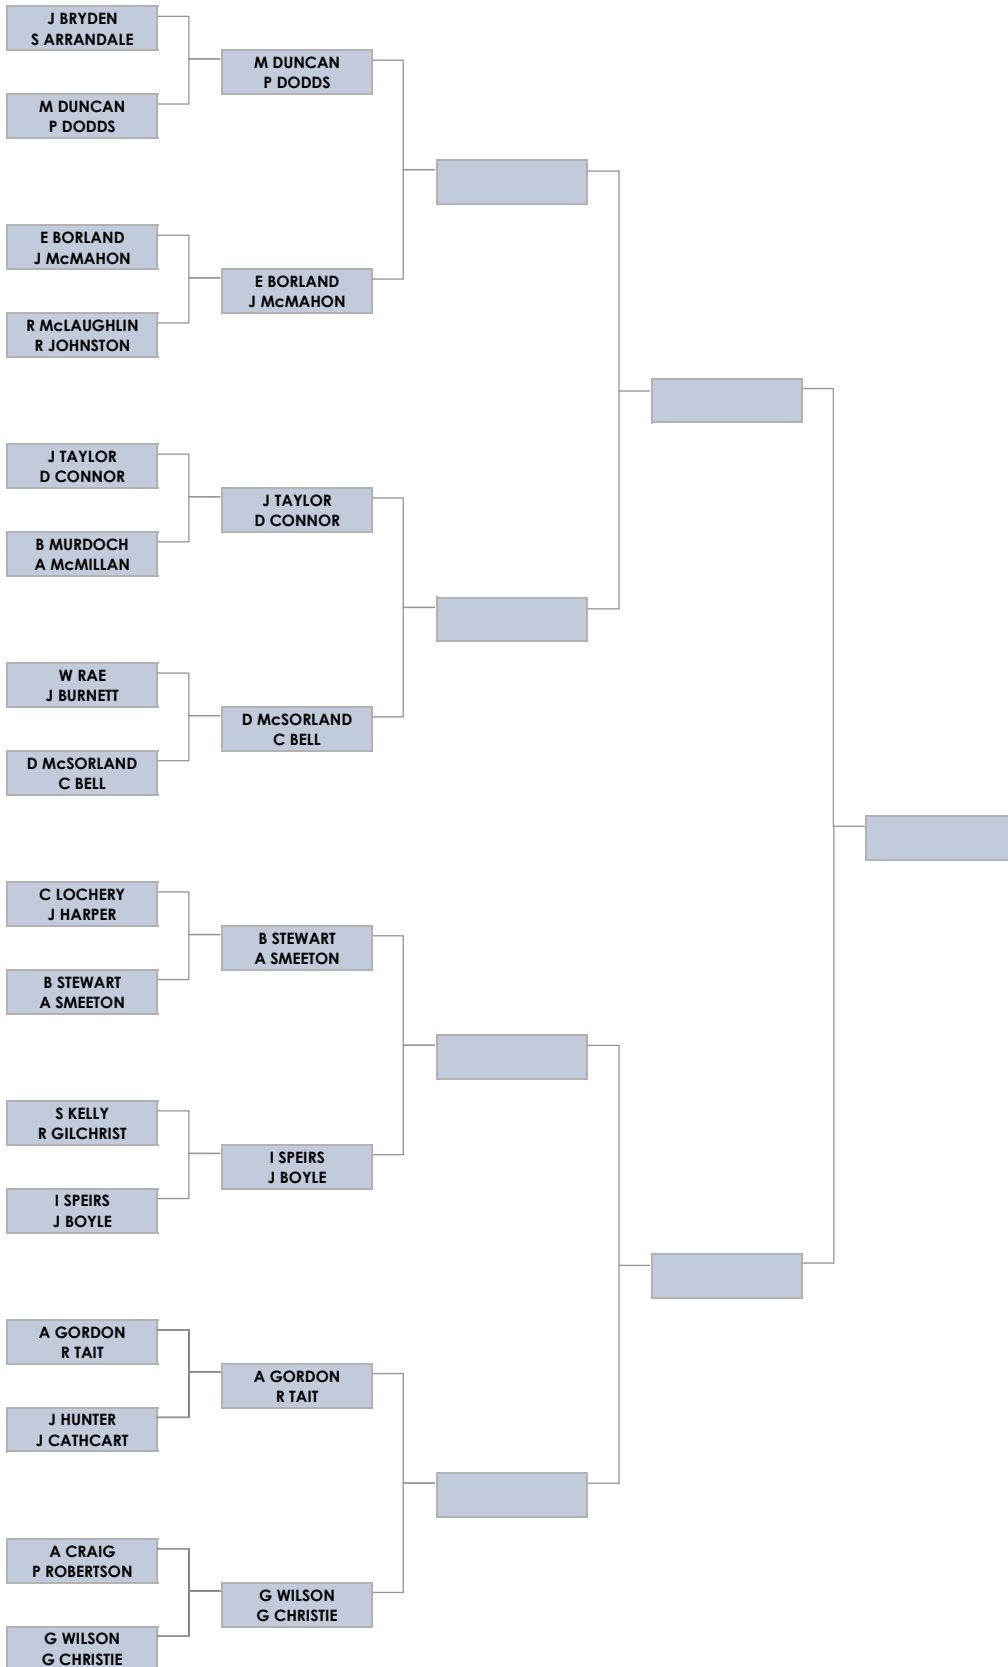 J BRYDEN
S ARRANDALE
M DUNCAN
P DODDS
M DUNCAN
P DODDS
E BORLAND
J McMAHON
E BORLAND
J McMAHON
R McLAUGHLIN
R JOHNSTON
J TAYLOR
D CONNOR
J TAYLOR
D CONNOR
B MURDOCH
A McMILLAN
W RAE
J BURNETT
D McSORLAND
C BELL
D McSORLAND
C BELL
C LOCHERY
J HARPER
B STEWART
A SMEETON
B STEWART
A SMEETON
S KELLY
R GILCHRIST
I SPEIRS
J BOYLE
I SPEIRS
J BOYLE
A GORDON
R TAIT
A GORDON
R TAIT
J HUNTER
J CATHCART
A CRAIG
P ROBERTSON
G WILSON
G CHRISTIE
G WILSON
G CHRISTIE